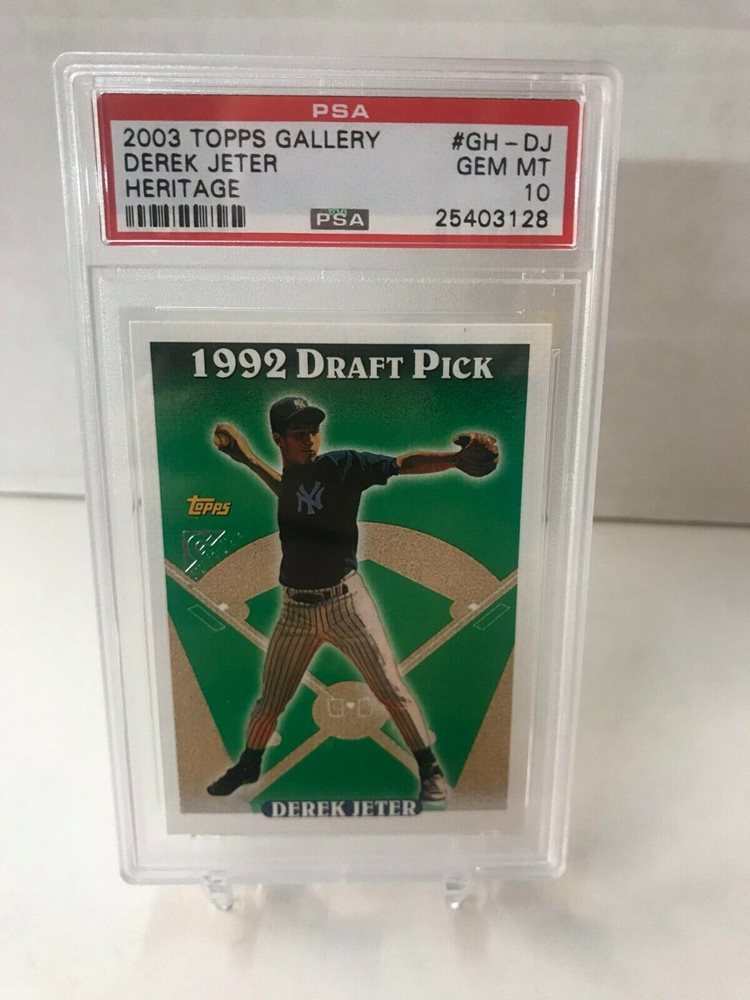 PSA
2003 TOPPS GALLERY #GH-DJ
DEREK JETER GEM MT
HERITAGE 10
PSA 25403128
1992 DRAFT PICK
NY
topps
NY
DEREK JETER